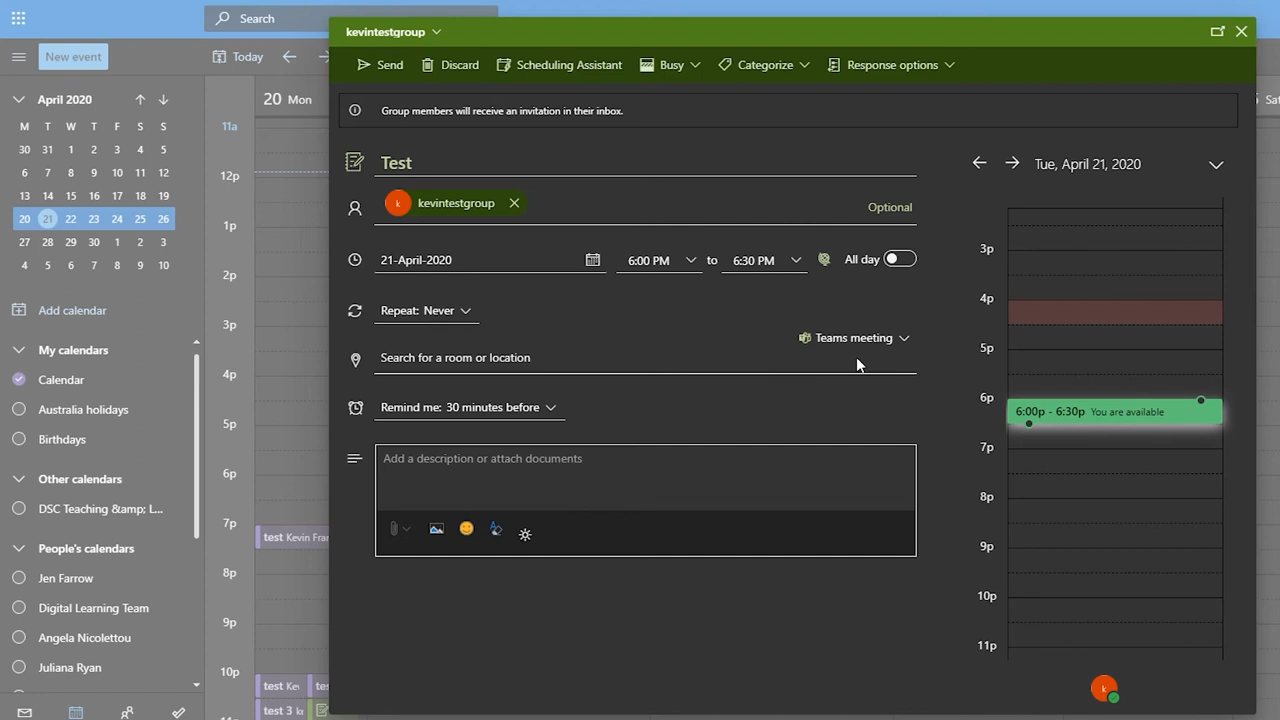 Search
New event
Today
April 2020
M T W T F S S
30 31 1 2 3 4 5
6 7 8 9 10 11 12
13 14 15 16 17 18 19
20 21 22 23 24 25 26
27 28 29 30 1 2 3
4 5 6 7 8 9 10
Add calendar
My calendars
Calendar
Australia holidays
Birthdays
Other calendars
DSC Teaching &amp; L...
People's calendars
Jen Farrow
Digital Learning Team
Angela Nicolettou
Juliana Ryan
20 Mon
11a
12p
1p
2p
3p
4p
5p
6p
7p
8p
9p
10p
test Kevin Fran
test Kev
tes
test 3 k
kevintestgroup
Send
Discard
Scheduling Assistant
Busy
Categorize
Response options
Group members will receive an invitation in their inbox.
Test
k kevintestgroup
Optional
21-April-2020
6:00 PM to 6:30 PM
All day
Repeat: Never
Teams meeting
Search for a room or location
Remind me: 30 minutes before
Add a description or attach documents
Tue, April 21, 2020
3p
4p
5p
6p
6:00p - 6:30p You are available
7p
8p
9p
10p
11p
k
Sat